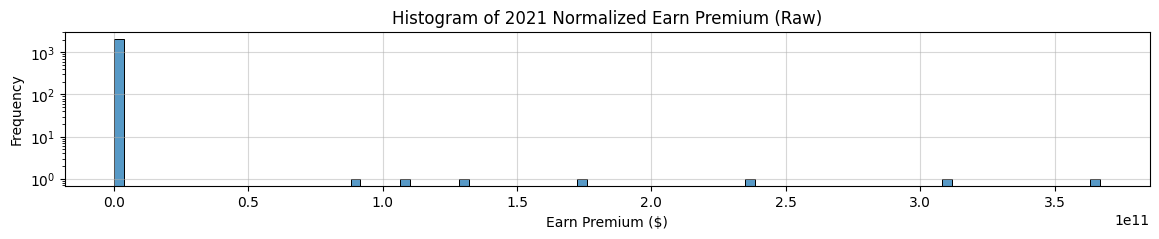 Histogram of 2021 Normalized Earn Premium (Raw)
10³
10²
10¹
10⁰
Frequency
0.0 0.5 1.0 1.5 2.0 2.5 3.0 3.5
1e11
Earn Premium ($)